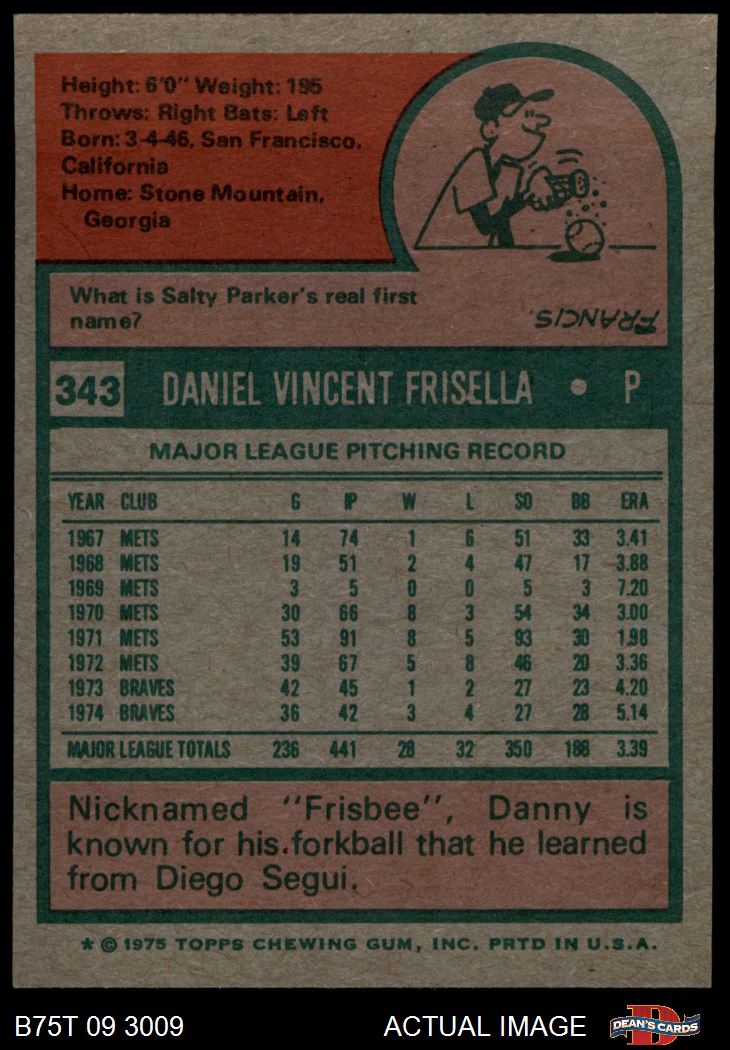 Height: 6'0" Weight: 195
Throws: Right Bats: Left
Born: 3-4-46, San Francisco,
California
Home: Stone Mountain,
Georgia
What is Salty Parker's real first
name?
FRANCIS.
343 DANIEL VINCENT FRISELLA • P
MAJOR LEAGUE PITCHING RECORD
YEAR CLUB G IP W L SO BB ERA
1967 METS 14 74 1 6 51 33 3.41
1968 METS 19 51 2 4 47 17 3.88
1969 METS 3 5 0 0 5 3 7.20
1970 METS 30 66 8 3 54 34 3.00
1971 METS 53 91 8 5 93 30 1.98
1972 METS 39 67 5 8 46 20 3.36
1973 BRAVES 42 45 1 2 27 23 4.20
1974 BRAVES 36 42 3 4 27 28 5.14
MAJOR LEAGUE TOTALS 236 441 28 32 350 188 3.39
Nicknamed "Frisbee", Danny is
known for his forkball that he learned
from Diego Segui.
* © 1975 TOPPS CHEWING GUM, INC. PRTD IN U.S.A.
B75T 09 3009 ACTUAL IMAGE DEAN'S CARDS